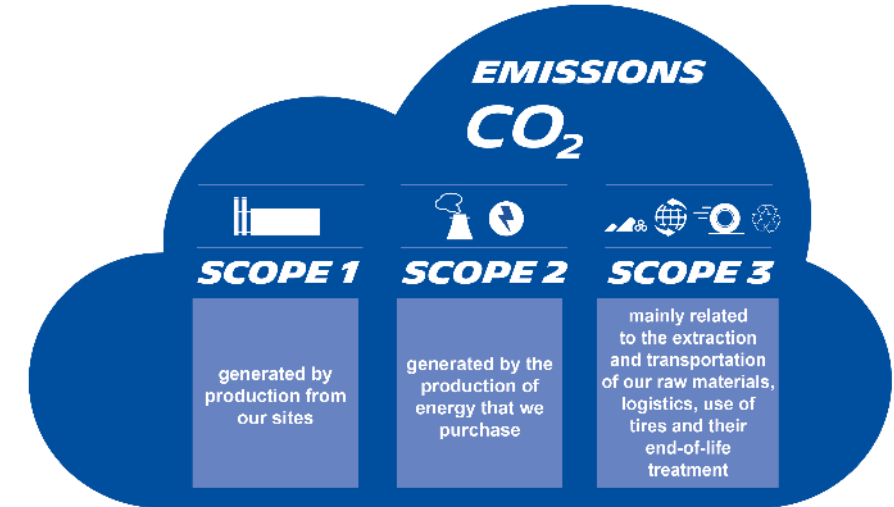 EMISSIONS
CO₂
SCOPE 1
generated by
production from
our sites
SCOPE 2
generated by the
production of
energy that we
purchase
SCOPE 3
mainly related
to the extraction
and transportation
of our raw materials,
logistics, use of
tires and their
end-of-life
treatment